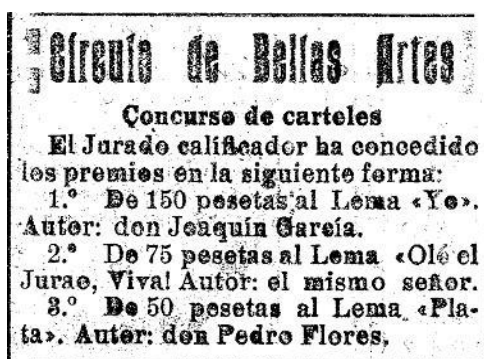 Círculo de Bellas Artes
Concurso de carteles
El Jurado calificador ha concedido
los premios en la siguiente forma:
1.º De 150 pesetas al Lema «Yo».
Autor: don Joaquín García.
2.º De 75 pesetas al Lema «Olé el
Jurao, Viva! Autor: el mismo señor.
3.º De 50 pesetas al Lema «Pla-
ta». Autor: don Pedro Flores.